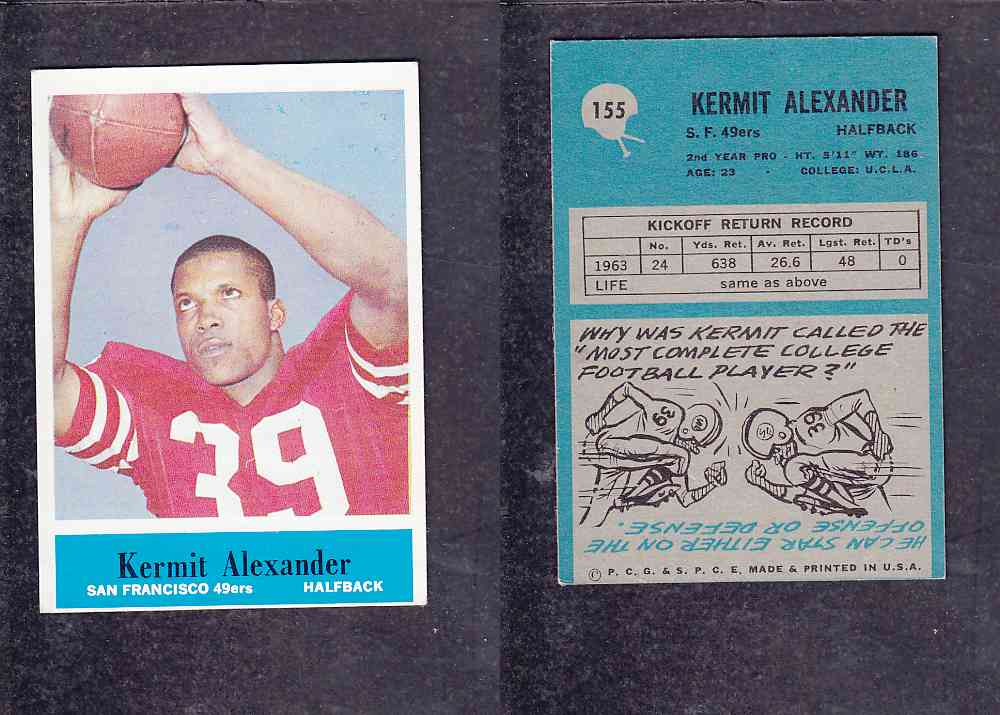 39
Kermit Alexander
SAN FRANCISCO 49ers HALFBACK
155
KERMIT ALEXANDER
S. F. 49ers HALFBACK
2nd YEAR PRO - HT. 5'11" WT. 186
AGE: 23 - COLLEGE: U.C.L.A.
KICKOFF RETURN RECORD
No. Yds. Ret. Av. Ret. Lgst. Ret. TD's
1963 24 638 26.6 48 0
LIFE same as above
WHY WAS KERMIT CALLED THE
"MOST COMPLETE COLLEGE
FOOTBALL PLAYER?"
39
39
HE CAN STAR EITHER ON THE
OFFENSE OR DEFENSE.
© P. C. G. & S. P. C. E. MADE & PRINTED IN U.S.A.